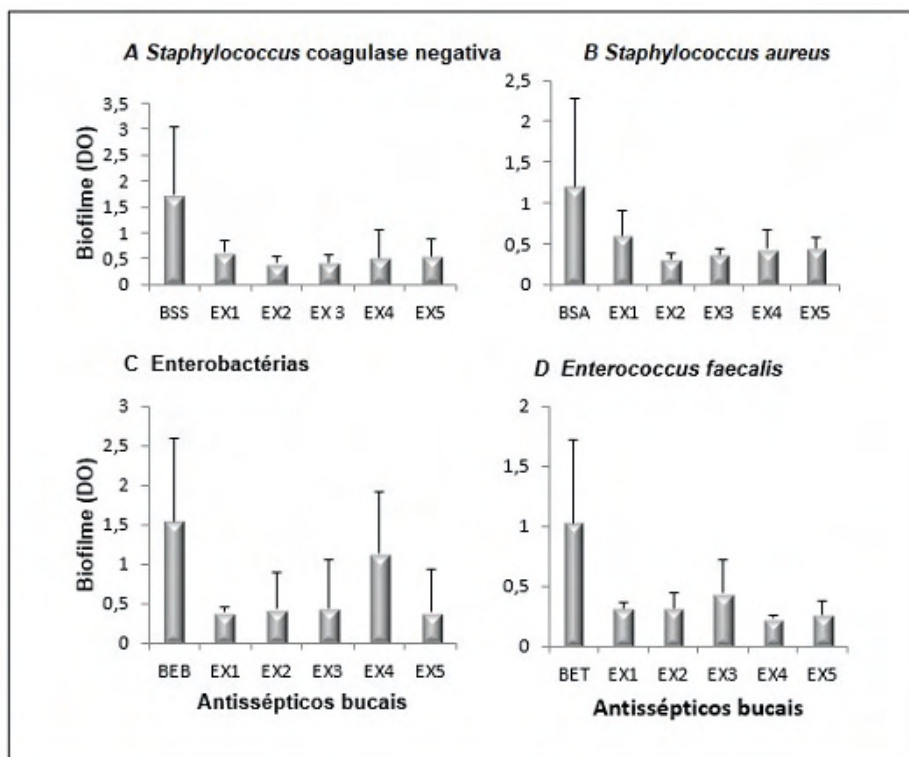 A Staphylococcus coagulase negativa
Biofilme (DO)
3,5
3
2,5
2
1,5
1
0,5
0
BSS EX1 EX2 EX 3 EX4 EX5
B Staphylococcus aureus
2,5
2
1,5
1
0,5
0
BSA EX1 EX2 EX3 EX4 EX5
C Enterobactérias
Biofilme (DO)
3
2,5
2
1,5
1
0,5
0
BEB EX1 EX2 EX3 EX4 EX5
Antissépticos bucais
D Enterococcus faecalis
2
1,5
1
0,5
0
BET EX1 EX2 EX3 EX4 EX5
Antissépticos bucais